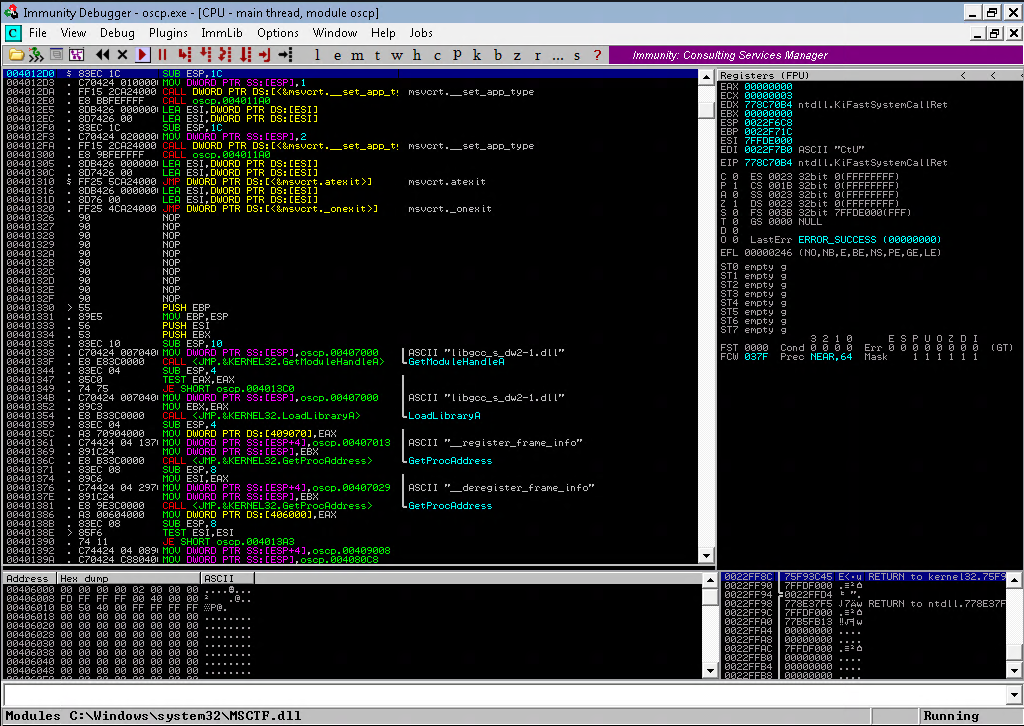 Immunity Debugger - oscp.exe - [CPU - main thread, module oscp]
C File View Debug Plugins ImmLib Options Window Help Jobs
l e m t w h c P k b z r ... s ? Immunity: Consulting Services Manager
004012D0 $ 83EC 1C SUB ESP,1C
004012D3 . C70424 010000 MOV DWORD PTR SS:[ESP],1
004012DA . FF15 2CA24000 CALL DWORD PTR DS:[<&msvcrt.__set_app_t msvcrt.__set_app_type
004012E0 . E8 BBFEFFFF CALL oscp.004011A0
004012E5 . 8DB426 000000 LEA ESI,DWORD PTR DS:[ESI]
004012EC . 8D7426 00 LEA ESI,DWORD PTR DS:[ESI]
004012F0 . 83EC 1C SUB ESP,1C
004012F3 . C70424 020000 MOV DWORD PTR SS:[ESP],2
004012FA . FF15 2CA24000 CALL DWORD PTR DS:[<&msvcrt.__set_app_t msvcrt.__set_app_type
00401300 . E8 9BFEFFFF CALL oscp.004011A0
00401305 . 8DB426 000000 LEA ESI,DWORD PTR DS:[ESI]
0040130C . 8D7426 00 LEA ESI,DWORD PTR DS:[ESI]
00401310 $ FF25 5CA24000 JMP DWORD PTR DS:[<&msvcrt.atexit>] msvcrt.atexit
00401316 . 8DB426 000000 LEA ESI,DWORD PTR DS:[ESI]
0040131D . 8D76 00 LEA ESI,DWORD PTR DS:[ESI]
00401320 . FF25 4CA24000 JMP DWORD PTR DS:[<&msvcrt._onexit>] msvcrt._onexit
00401326 90 NOP
00401327 90 NOP
00401328 90 NOP
00401329 90 NOP
0040132A 90 NOP
0040132B 90 NOP
0040132C 90 NOP
0040132D 90 NOP
0040132E 90 NOP
0040132F 90 NOP
00401330 > 55 PUSH EBP
00401331 . 89E5 MOV EBP,ESP
00401333 . 56 PUSH ESI
00401334 . 53 PUSH EBX
00401335 . 83EC 10 SUB ESP,10
00401338 . C70424 007040 MOV DWORD PTR SS:[ESP],oscp.00407000 ASCII "libgcc_s_dw2-1.dll"
0040133F . E8 E83C0000 CALL <JMP.&KERNEL32.GetModuleHandleA> GetModuleHandleA
00401344 . 83EC 04 SUB ESP,4
00401347 . 85C0 TEST EAX,EAX
00401349 . 74 75 JE SHORT oscp.004013C0
0040134B . C70424 007040 MOV DWORD PTR SS:[ESP],oscp.00407000 ASCII "libgcc_s_dw2-1.dll"
00401352 . 89C3 MOV EBX,EAX
00401354 . E8 B33C0000 CALL <JMP.&KERNEL32.LoadLibraryA> LoadLibraryA
00401359 . 83EC 04 SUB ESP,4
0040135C . A3 70904000 MOV DWORD PTR DS:[409070],EAX
00401361 . C74424 04 1370 MOV DWORD PTR SS:[ESP+4],oscp.00407013 ASCII "__register_frame_info"
00401369 . 891C24 MOV DWORD PTR SS:[ESP],EBX
0040136C . E8 B33C0000 CALL <JMP.&KERNEL32.GetProcAddress> GetProcAddress
00401371 . 83EC 08 SUB ESP,8
00401374 . 89C6 MOV ESI,EAX
00401376 . C74424 04 2970 MOV DWORD PTR SS:[ESP+4],oscp.00407029 ASCII "__deregister_frame_info"
0040137E . 891C24 MOV DWORD PTR SS:[ESP],EBX
00401381 . E8 9E3C0000 CALL <JMP.&KERNEL32.GetProcAddress> GetProcAddress
00401386 . A3 00604000 MOV DWORD PTR DS:[406000],EAX
0040138B . 83EC 08 SUB ESP,8
0040138E > 85F6 TEST ESI,ESI
00401390 . 74 11 JE SHORT oscp.004013A3
00401392 . C74424 04 0890 MOV DWORD PTR SS:[ESP+4],oscp.00409008
0040139A . C70424 C88040 MOV DWORD PTR SS:[ESP],oscp.004080C8
Registers (FPU) < <
EAX 00000000
ECX 00000003
EDX 778C70B4 ntdll.KiFastSystemCallRet
EBX 00000000
ESP 0022F6C8
EBP 0022F71C
ESI 7FFDE000
EDI 0022F7B0 ASCII "CtU"
EIP 778C70B4 ntdll.KiFastSystemCallRet
C 0 ES 0023 32bit 0(FFFFFFFF)
P 1 CS 001B 32bit 0(FFFFFFFF)
A 0 SS 0023 32bit 0(FFFFFFFF)
Z 1 DS 0023 32bit 0(FFFFFFFF)
S 0 FS 003B 32bit 7FFDE000(FFF)
T 0 GS 0000 NULL
D 0
O 0 LastErr ERROR_SUCCESS (00000000)
EFL 00000246 (NO,NB,E,BE,NS,PE,GE,LE)
ST0 empty g
ST1 empty g
ST2 empty g
ST3 empty g
ST4 empty g
ST5 empty g
ST6 empty g
ST7 empty g
3 2 1 0 E S P U O Z D I
FST 0000 Cond 0 0 0 0 Err 0 0 0 0 0 0 0 0 (GT)
FCW 037F Prec NEAR,64 Mask 1 1 1 1 1 1
Address Hex dump ASCII
00406000 00 00 00 00 02 00 00 00 ....@...
00406008 FD FF FF FF 00 40 00 00 ² .@..
00406010 B0 50 40 00 FF FF FF FF ░P@.
00406018 00 00 00 00 00 00 00 00 ........
00406020 00 00 00 00 00 00 00 00 ........
00406028 00 00 00 00 00 00 00 00 ........
00406030 00 00 00 00 00 00 00 00 ........
00406038 00 00 00 00 00 00 00 00 ........
00406040 00 00 00 00 00 00 00 00 ........
00406048 00 00 00 00 00 00 00 00 ........
0022FF8C 75F93C45 E<·u RETURN to kernel32.75F9
0022FF90 7FFDF000
0022FF94 0022FFD4
0022FF98 778E37F5 J7Äw RETURN to ntdll.778E37F
0022FF9C 7FFDF000
0022FFA0 77B5FB13
0022FFA4 00000000 ....
0022FFA8 00000000 ....
0022FFAC 7FFDF000
0022FFB0 00000000 ....
0022FFB4 00000000 ....
0022FFB8 00000000 ....
Modules C:\Windows\system32\MSCTF.dll Running